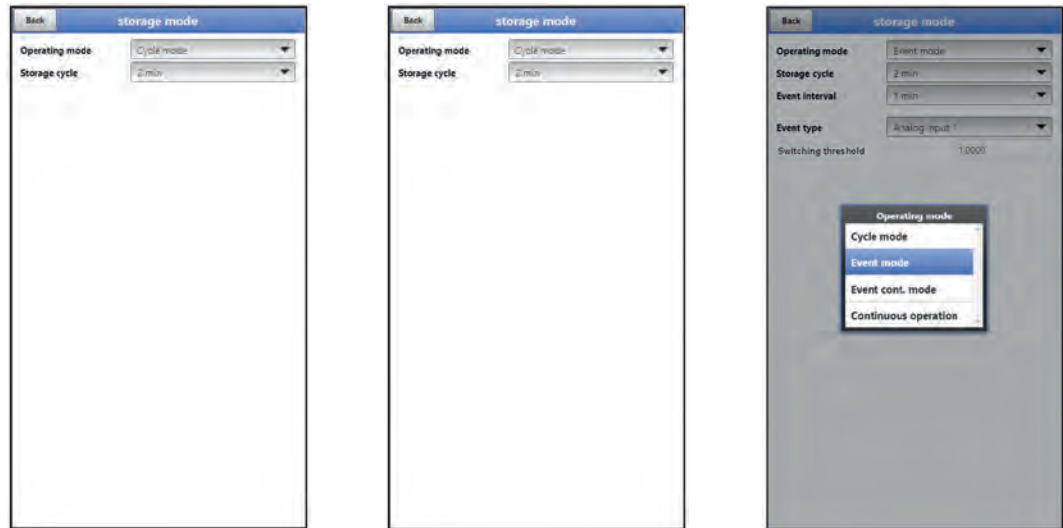 Back storage mode
Operating mode Cycle mode
Storage cycle 2 min
Back storage mode
Operating mode Cycle mode
Storage cycle 2 min
Back storage mode
Operating mode Event mode
Storage cycle 2 min
Event interval 1 min
Event type Analog input 1
Switching threshold 1.0000
Operating mode
Cycle mode
Event mode
Event cont. mode
Continuous operation